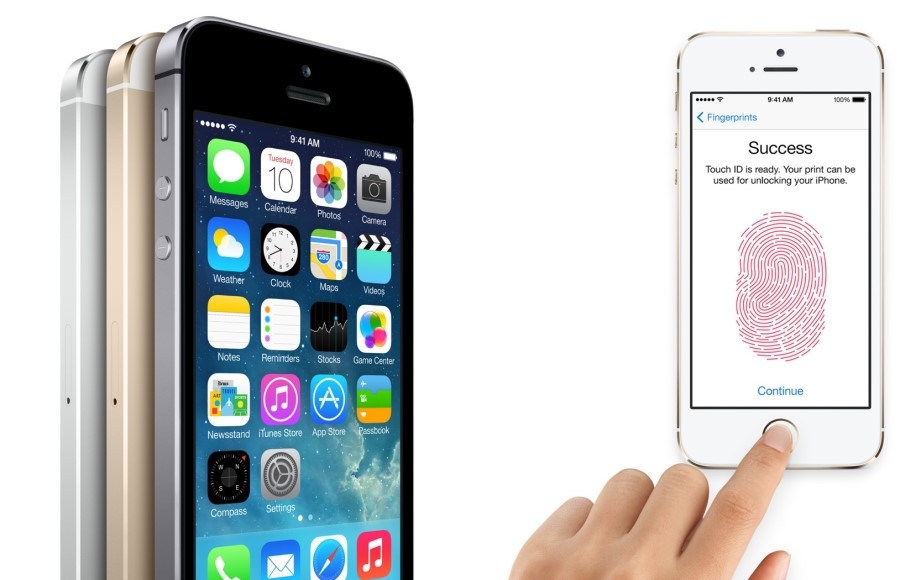 9:41 AM
100%
Tuesday
10
Messages
Calendar
Photos
Camera
280
Weather
Clock
Maps
Videos
Notes
Reminders
Stocks
Game Center
Newsstand
iTunes Store
App Store
Passbook
N
W
E
S
Compass
Settings
9:41 AM
100%
Fingerprints
Success
Touch ID is ready. Your print can be
used for unlocking your iPhone.
Continue